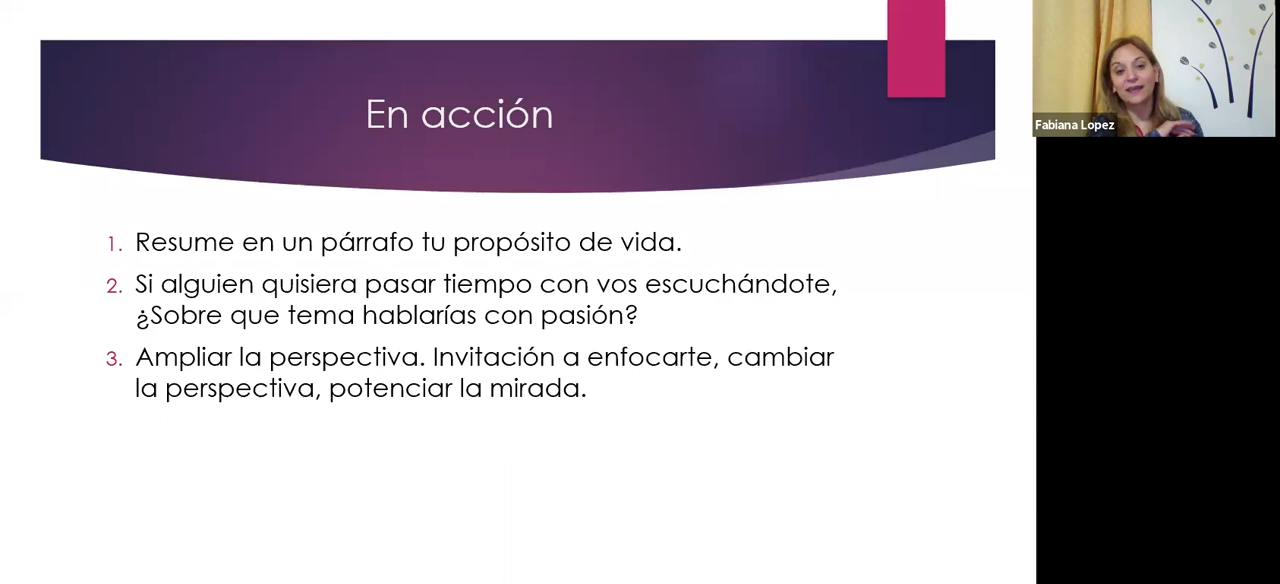 En acción
1. Resume en un párrafo tu propósito de vida.
2. Si alguien quisiera pasar tiempo con vos escuchándote,
¿Sobre que tema hablarías con pasión?
3. Ampliar la perspectiva. Invitación a enfocarte, cambiar
la perspectiva, potenciar la mirada.
Fabiana Lopez